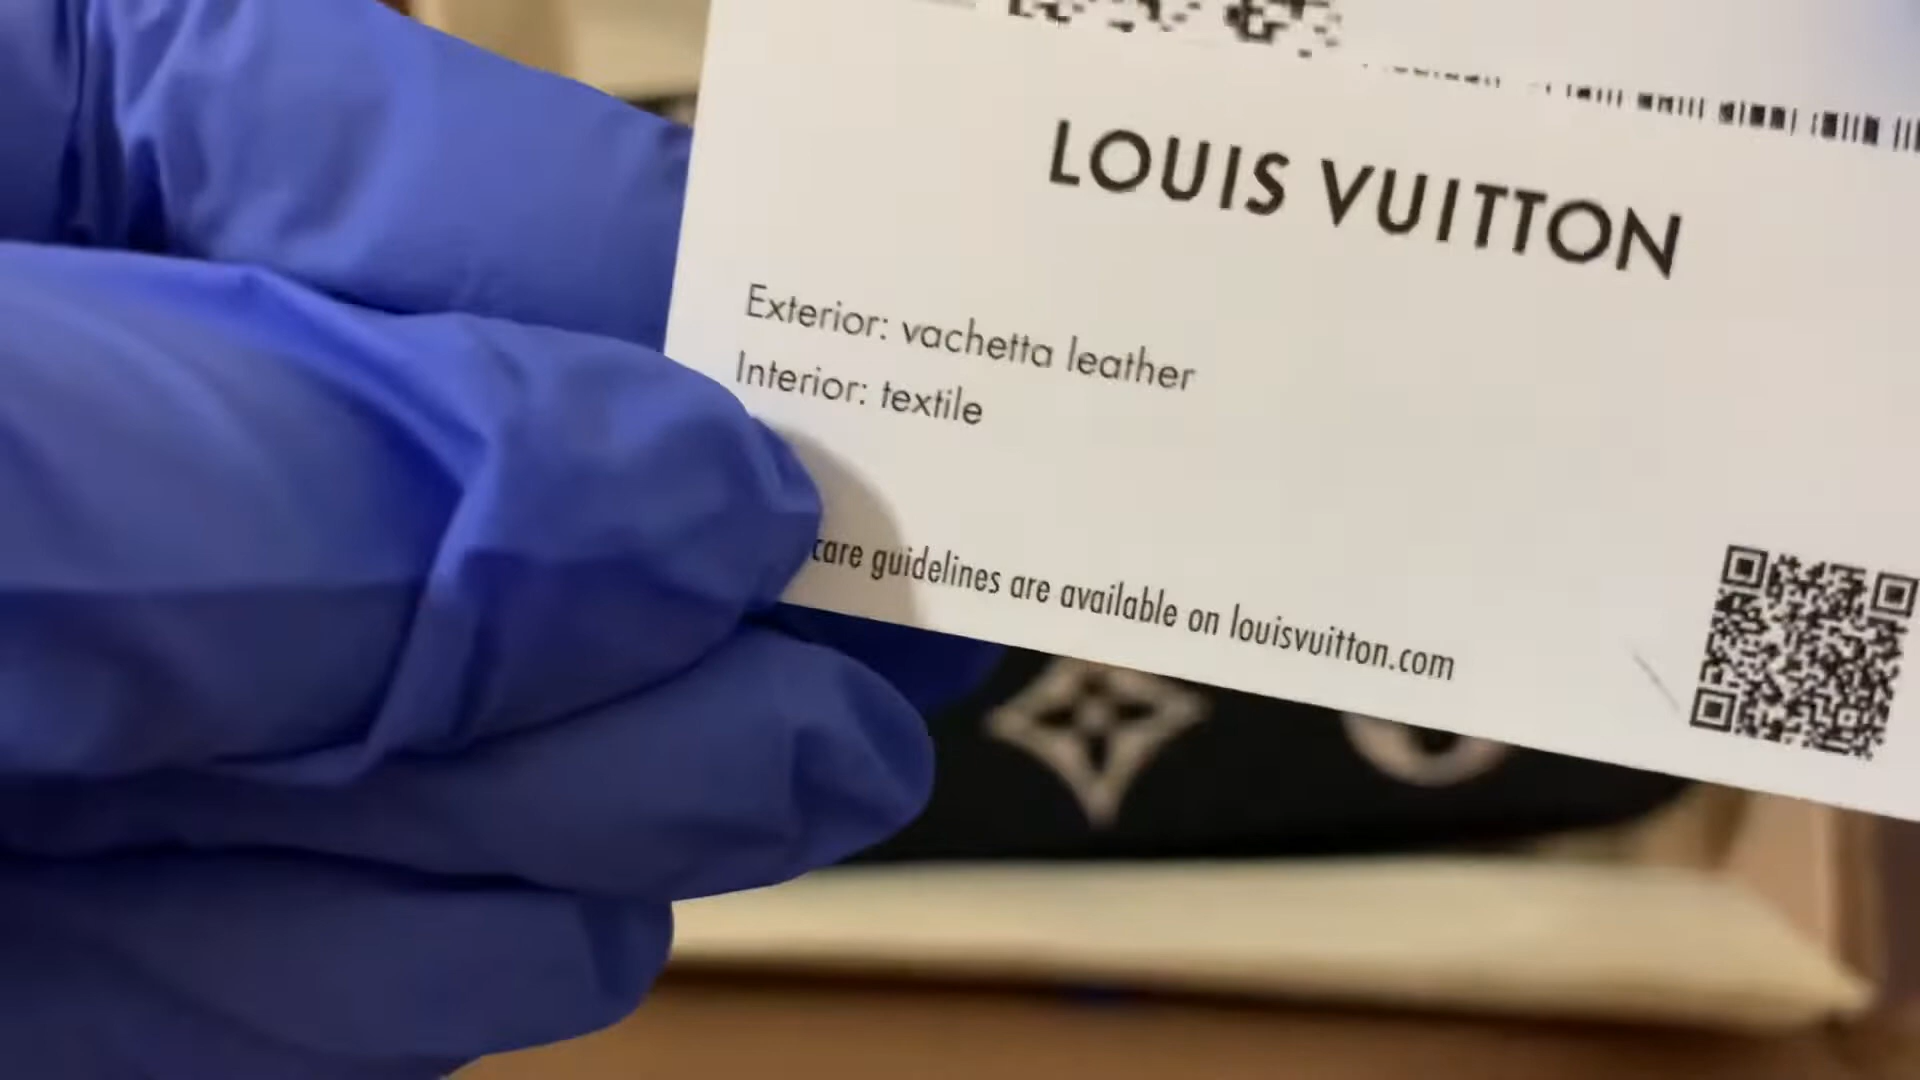 LOUIS VUITTON
Exterior: vachetta leather
Interior: textile
care guidelines are available on louisvuitton.com